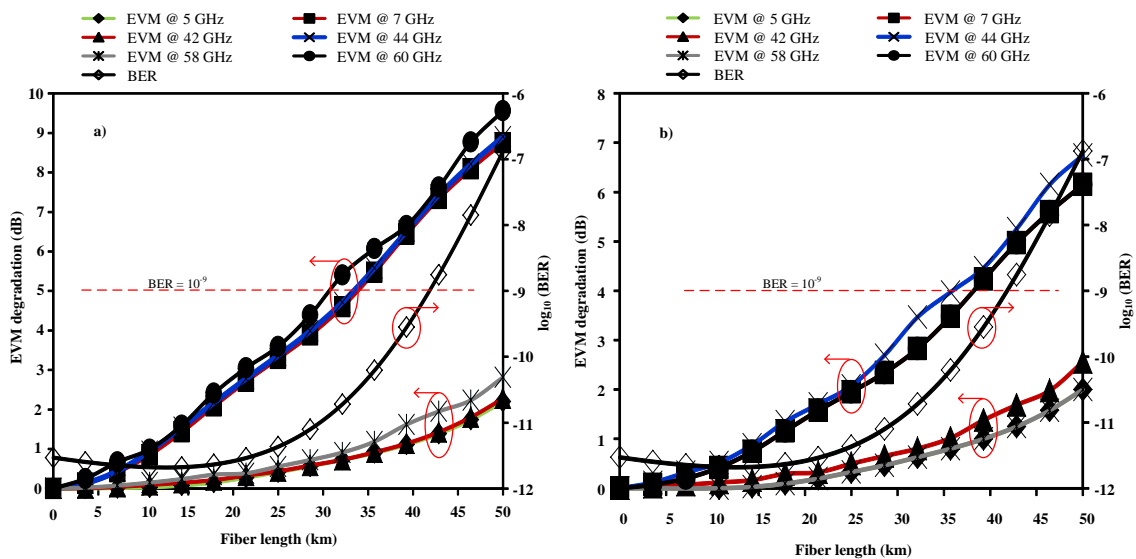 EVM @ 5 GHz
EVM @ 7 GHz
EVM @ 42 GHz
EVM @ 44 GHz
EVM @ 58 GHz
EVM @ 60 GHz
BER
a)
BER = 10⁻⁹
EVM degradation (dB)
10
9
8
7
6
5
4
3
2
1
0
log₁₀ (BER)
-6
-7
-8
-9
-10
-11
-12
0 5 10 15 20 25 30 35 40 45 50
Fiber length (km)
EVM @ 5 GHz
EVM @ 7 GHz
EVM @ 42 GHz
EVM @ 44 GHz
EVM @ 58 GHz
EVM @ 60 GHz
BER
b)
BER = 10⁻⁹
EVM degradation (dB)
8
7
6
5
4
3
2
1
0
log₁₀ (BER)
-6
-7
-8
-9
-10
-11
-12
0 5 10 15 20 25 30 35 40 45 50
Fiber length (km)